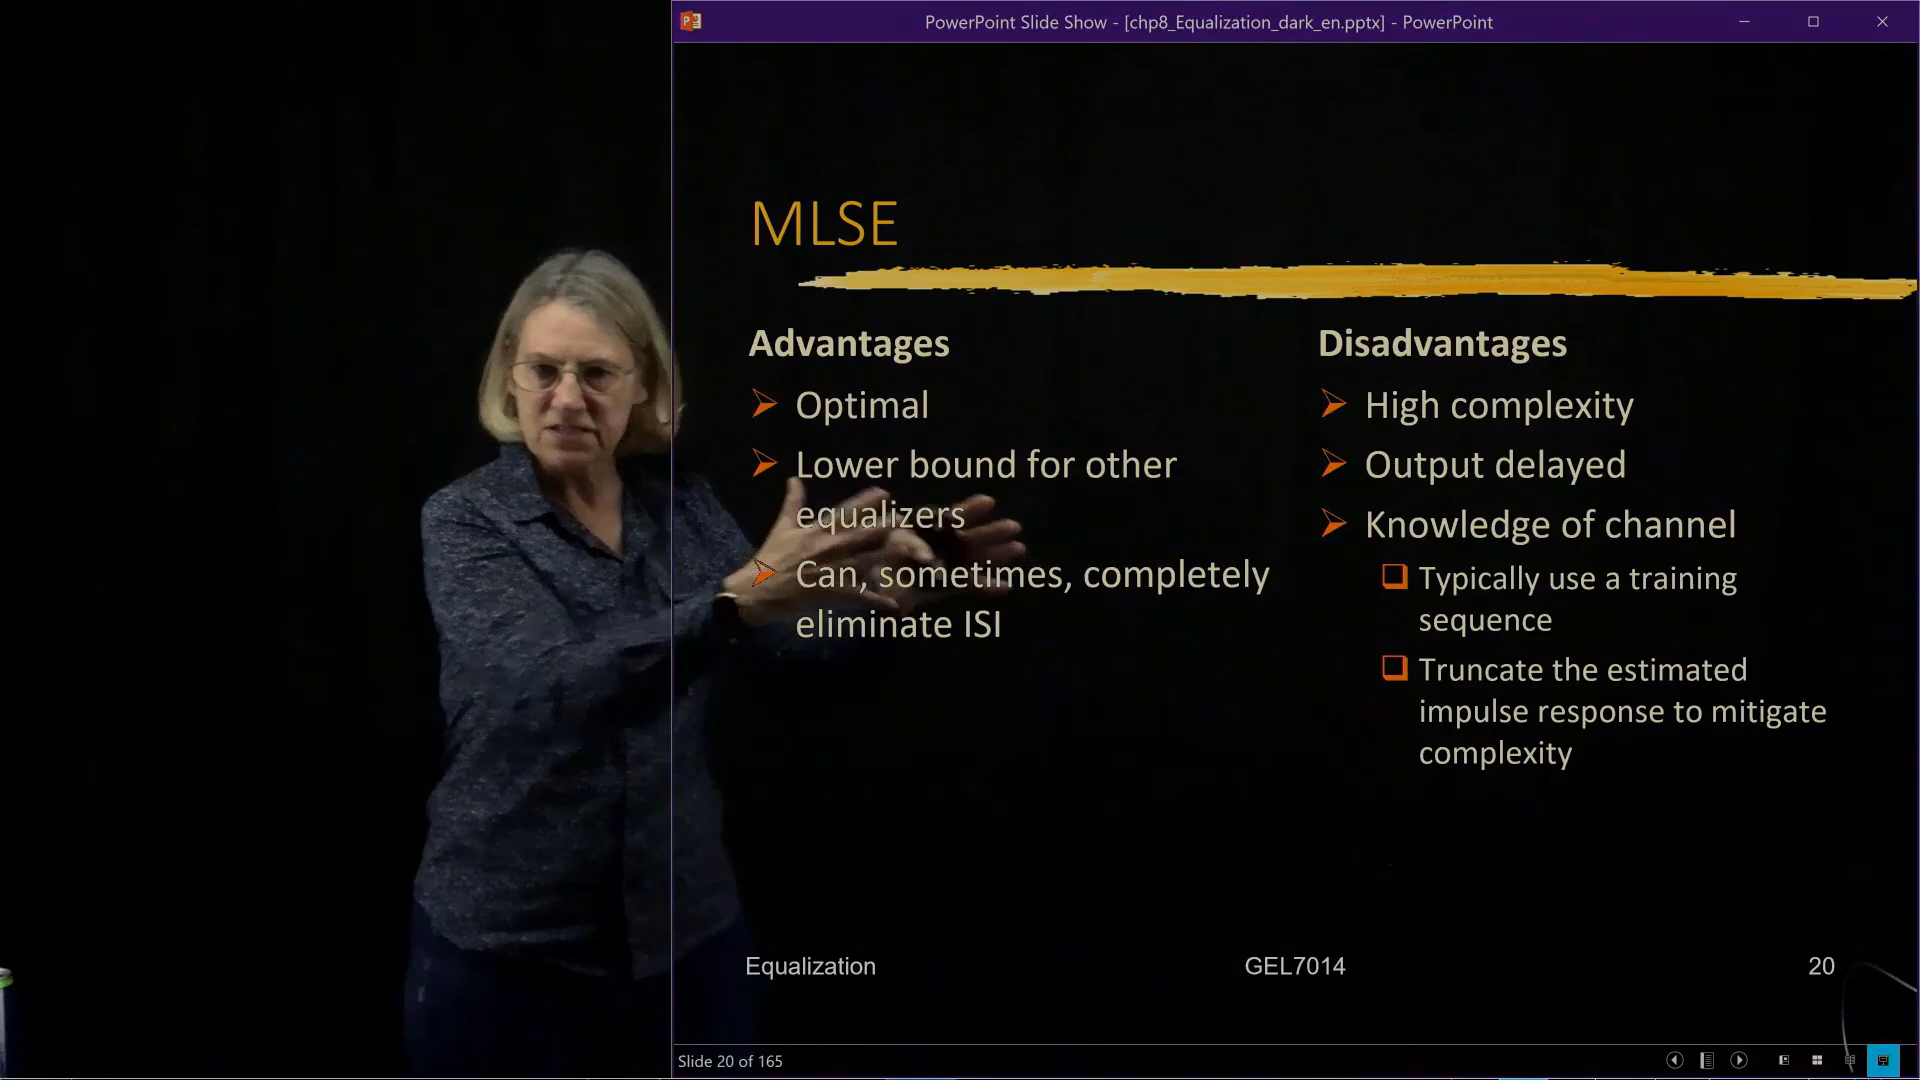 PowerPoint Slide Show - [chp8_Equalization_dark_en.pptx] - PowerPoint
MLSE
Advantages
Optimal
Lower bound for other
equalizers
Can, sometimes, completely
eliminate ISI
Disadvantages
High complexity
Output delayed
Knowledge of channel
Typically use a training
sequence
Truncate the estimated
impulse response to mitigate
complexity
Equalization
GEL7014
20
Slide 20 of 165